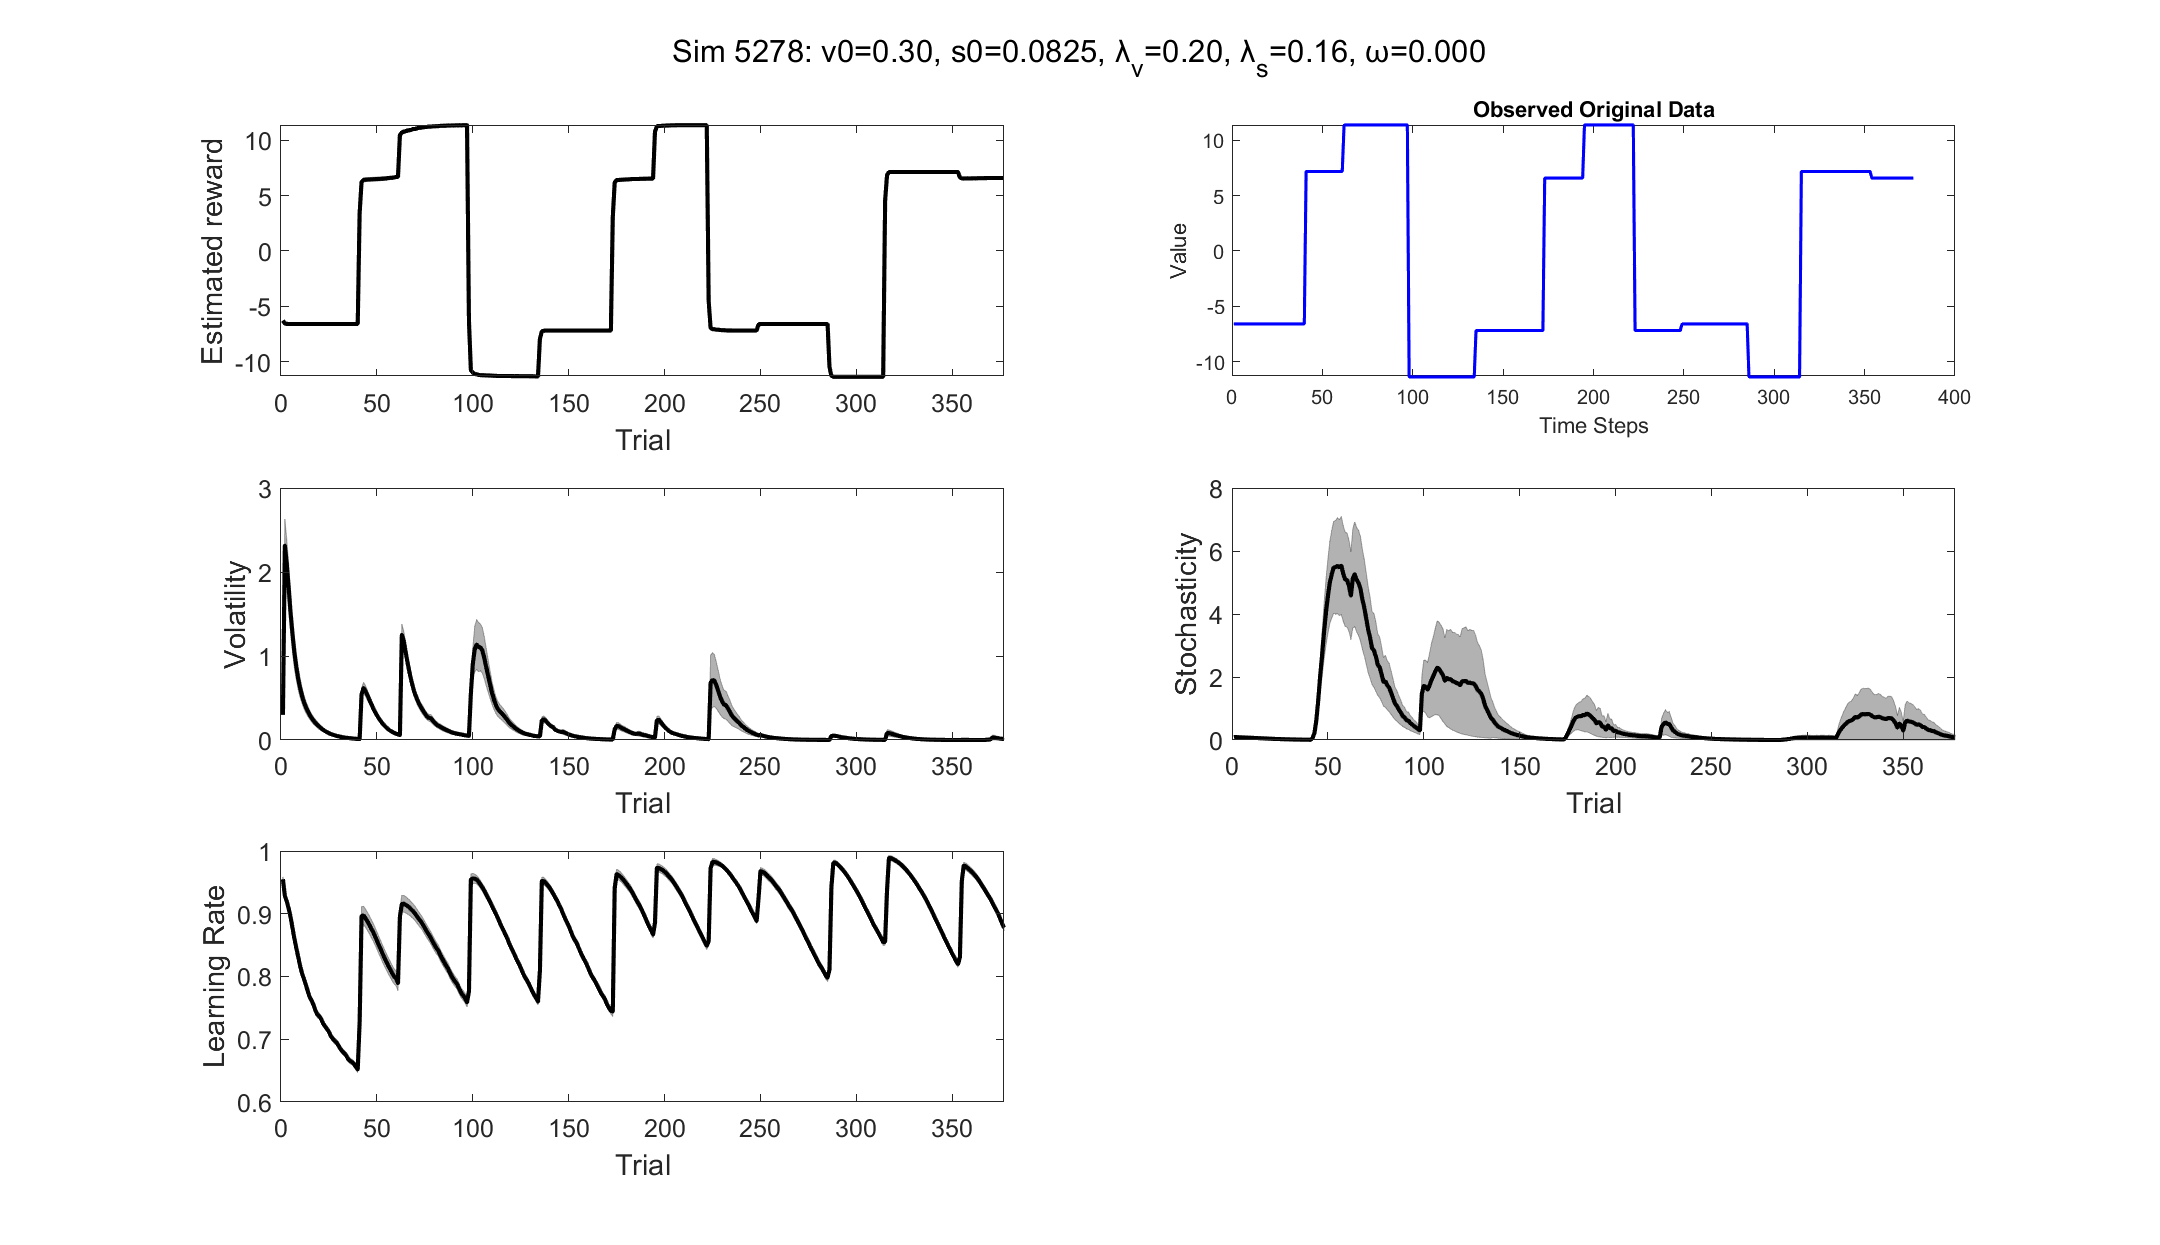 Sim 5278: v0=0.30, s0=0.0825, λ_v=0.20, λ_s=0.16, ω=0.000
Estimated reward
10
5
0
-5
-10
0 50 100 150 200 250 300 350
Trial
Observed Original Data
Value
10
5
0
-5
-10
0 50 100 150 200 250 300 350 400
Time Steps
Volatility
3
2
1
0
0 50 100 150 200 250 300 350
Trial
Stochasticity
8
6
4
2
0
0 50 100 150 200 250 300 350
Trial
Learning Rate
1
0.9
0.8
0.7
0.6
0 50 100 150 200 250 300 350
Trial